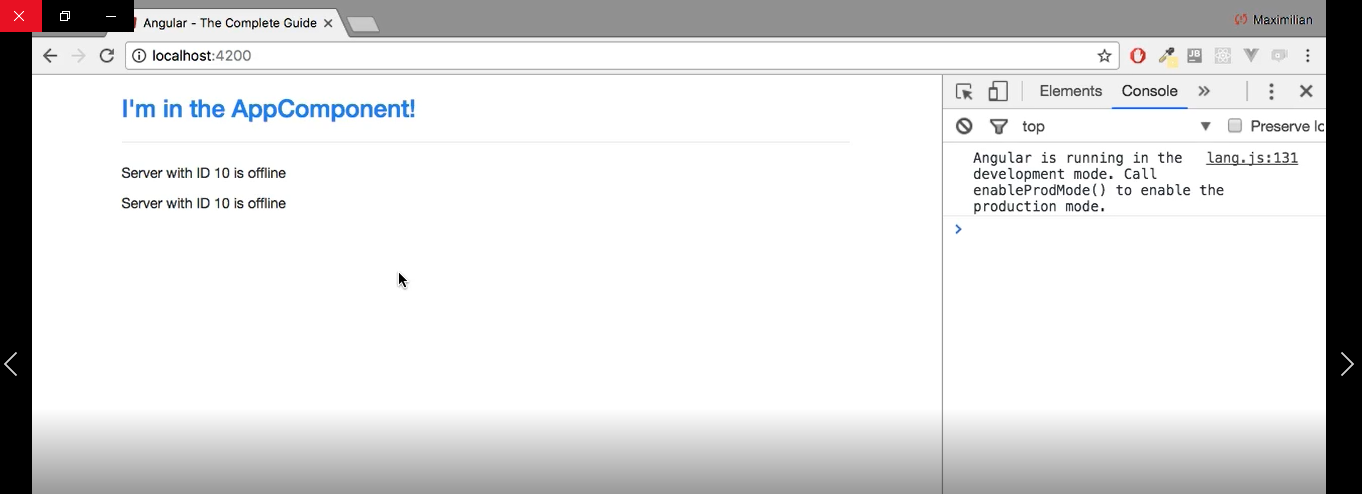 Angular - The Complete Guide
Maximilian
localhost:4200
I'm in the AppComponent!
Server with ID 10 is offline
Server with ID 10 is offline
Elements Console
top Preserve lo
Angular is running in the lang.js:131
development mode. Call
enableProdMode() to enable the
production mode.